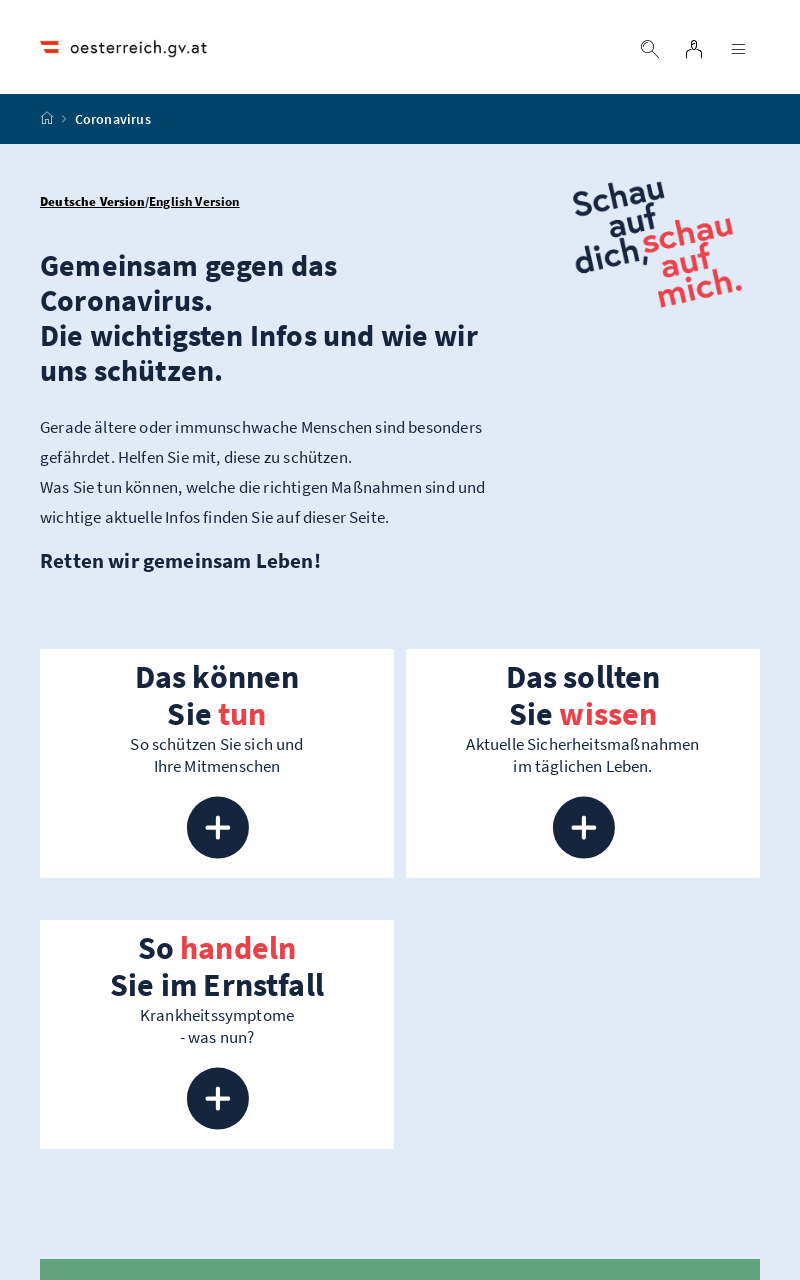 oesterreich.gv.at
Coronavirus
Deutsche Version/English Version
Schau
auf
dich, schau
auf
mich.
Gemeinsam gegen das
Coronavirus.
Die wichtigsten Infos und wie wir
uns schützen.
Gerade ältere oder immunschwache Menschen sind besonders
gefährdet. Helfen Sie mit, diese zu schützen.
Was Sie tun können, welche die richtigen Maßnahmen sind und
wichtige aktuelle Infos finden Sie auf dieser Seite.
Retten wir gemeinsam Leben!
Das können
Sie tun
So schützen Sie sich und
Ihre Mitmenschen
Das sollten
Sie wissen
Aktuelle Sicherheitsmaßnahmen
im täglichen Leben.
So handeln
Sie im Ernstfall
Krankheitssymptome
- was nun?